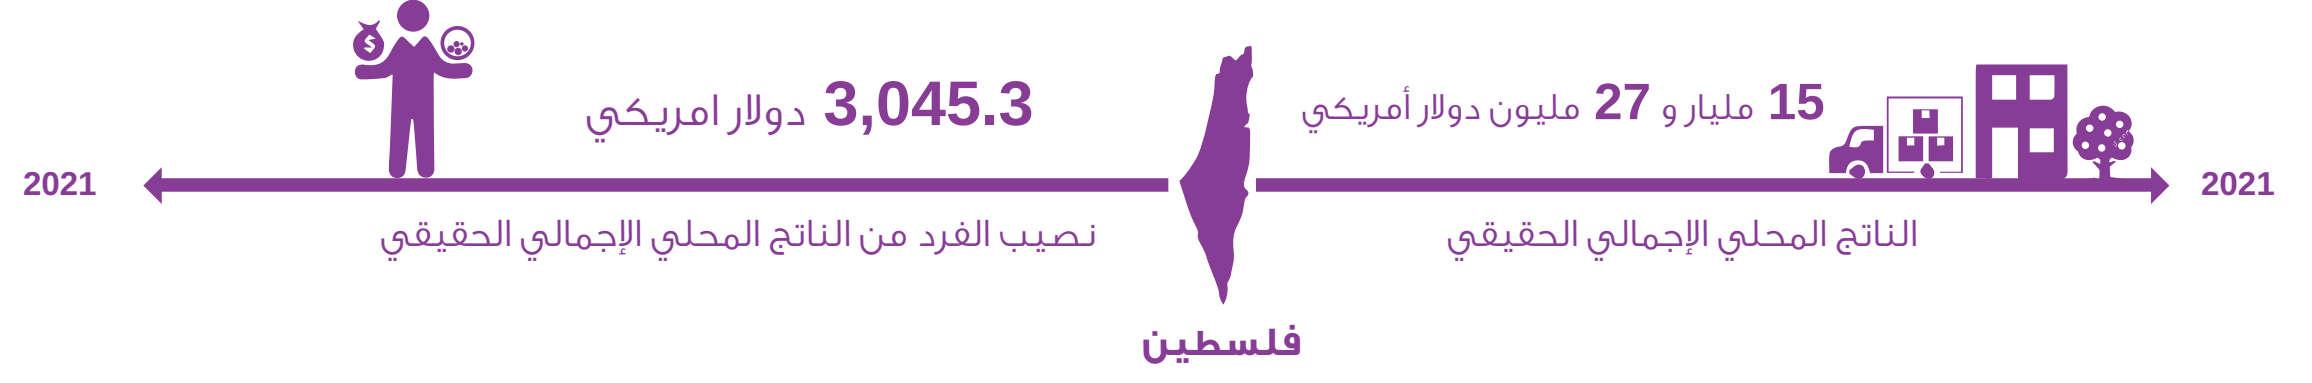 15 مليار و 27 مليون دولار أمريكي
2021
الناتج المحلي الإجمالي الحقيقي
3,045.3 دولار امريكي
2021
نصيب الفرد من الناتج المحلي الإجمالي الحقيقي
فلسطين
$